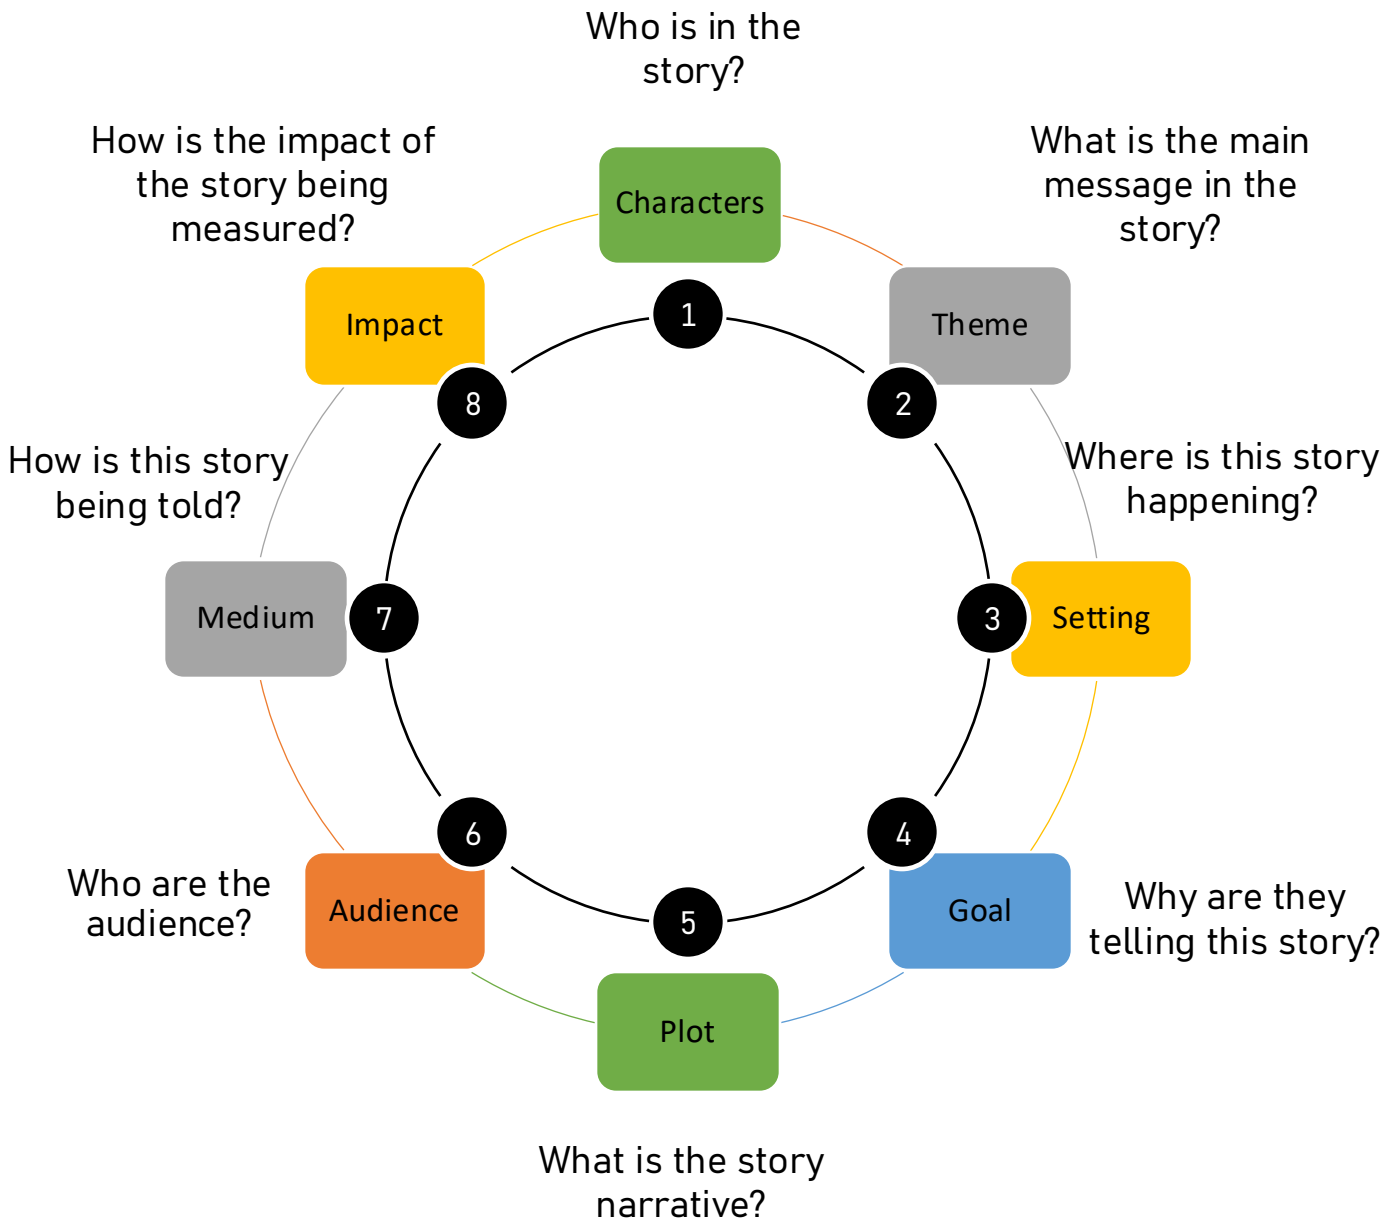 Who is in the
story?
Characters
1
What is the main
message in the
story?
Theme
2
Where is this story
happening?
Setting
3
Why are they
telling this story?
Goal
4
What is the story
narrative?
Plot
5
Who are the
audience?
Audience
6
How is this story
being told?
Medium
7
How is the impact of
the story being
measured?
Impact
8